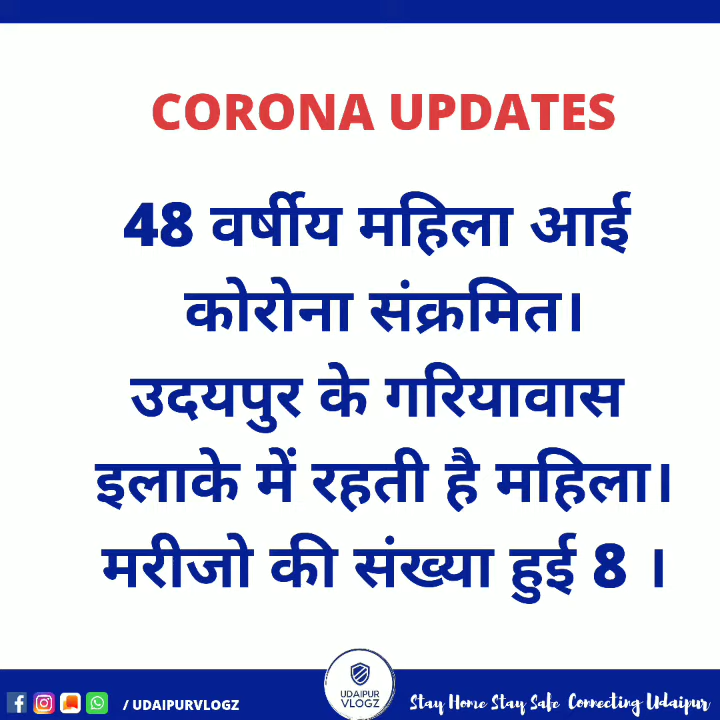 CORONA UPDATES
48 वर्षीय महिला आई
कोरोना संक्रमित।
उदयपुर के गरियावास
इलाके में रहती है महिला।
मरीजो की संख्या हुई 8 ।
/ UDAIPURVLOGZ
UDAIPUR
VLOGZ
Stay Home Stay Safe Connecting Udaipur